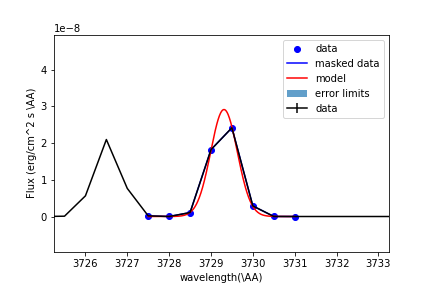 1e−8
data
masked data
model
error limits
data
4
3
2
1
0
Flux (erg/cm^2 s \AA)
3726 3727 3728 3729 3730 3731 3732 3733
wavelength(\AA)